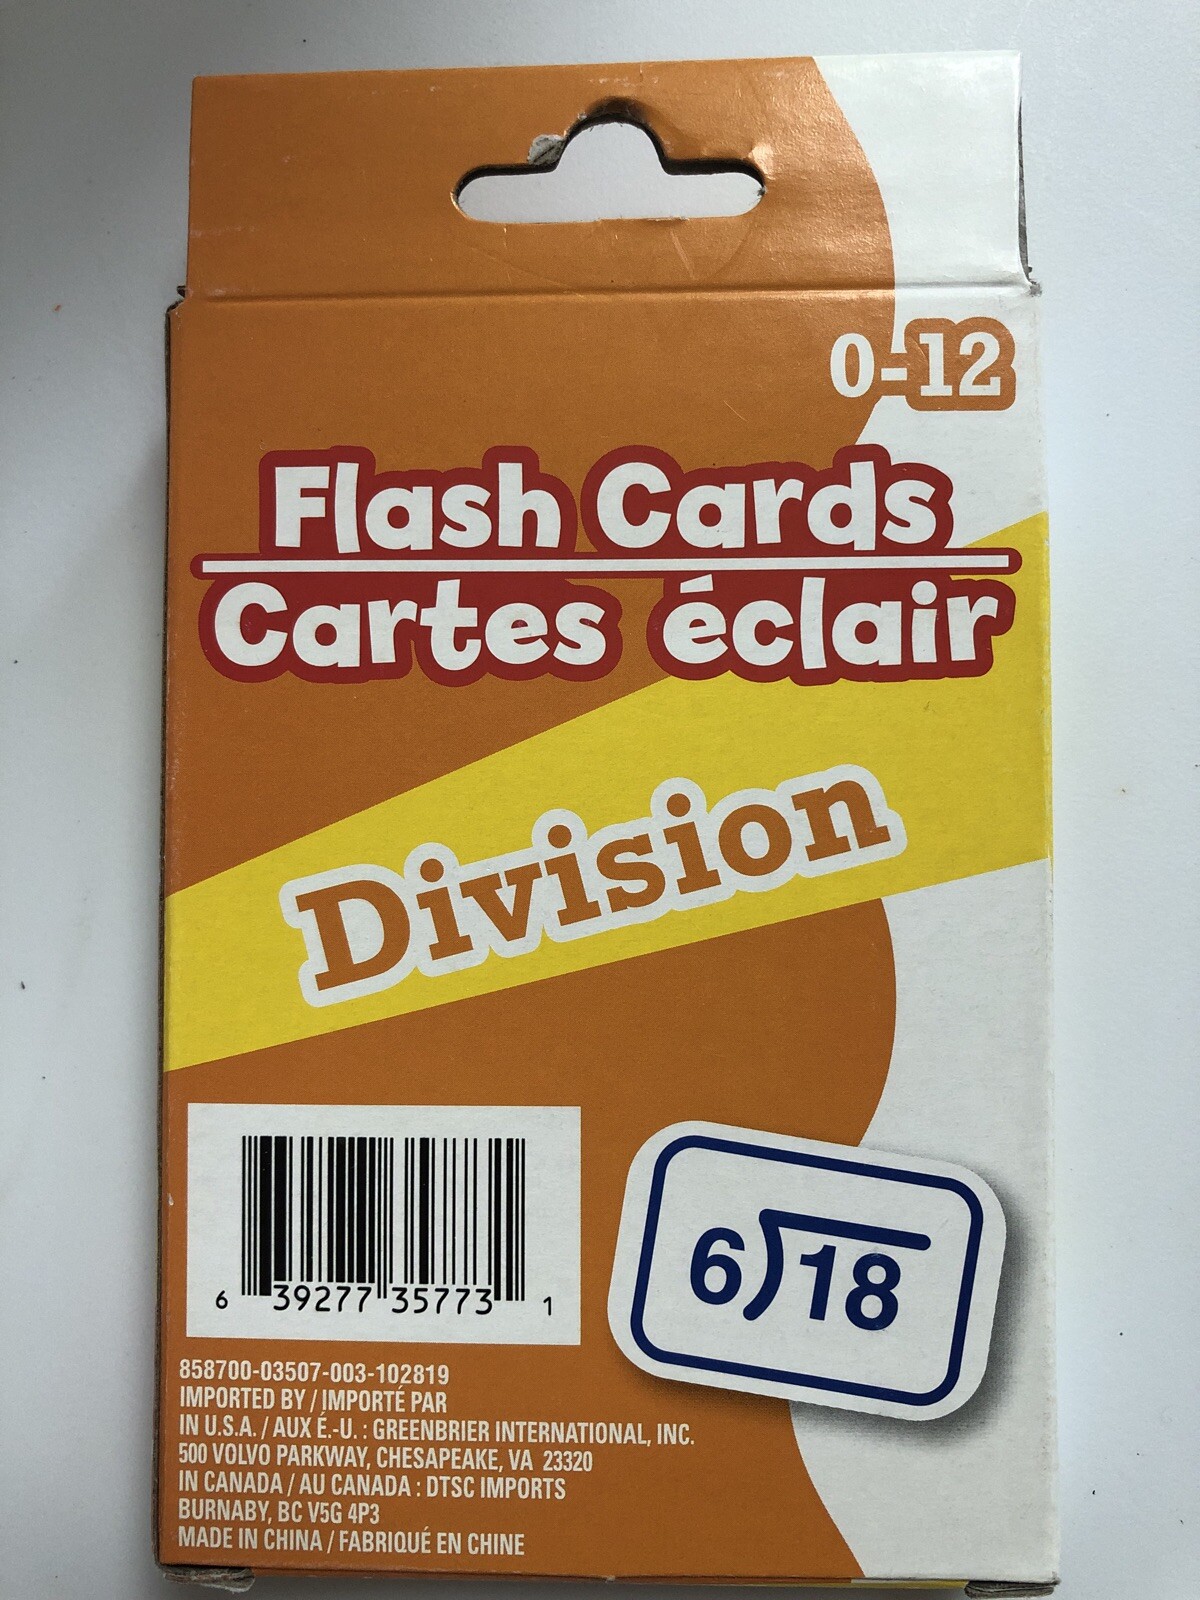 0-12
Flash Cards
Cartes éclair
Division
6)18
6 39277 35773 1
858700-03507-003-102819
IMPORTED BY / IMPORTÉ PAR
IN U.S.A. / AUX É.-U. : GREENBRIER INTERNATIONAL, INC.
500 VOLVO PARKWAY, CHESAPEAKE, VA 23320
IN CANADA / AU CANADA : DTSC IMPORTS
BURNABY, BC V5G 4P3
MADE IN CHINA / FABRIQUÉ EN CHINE